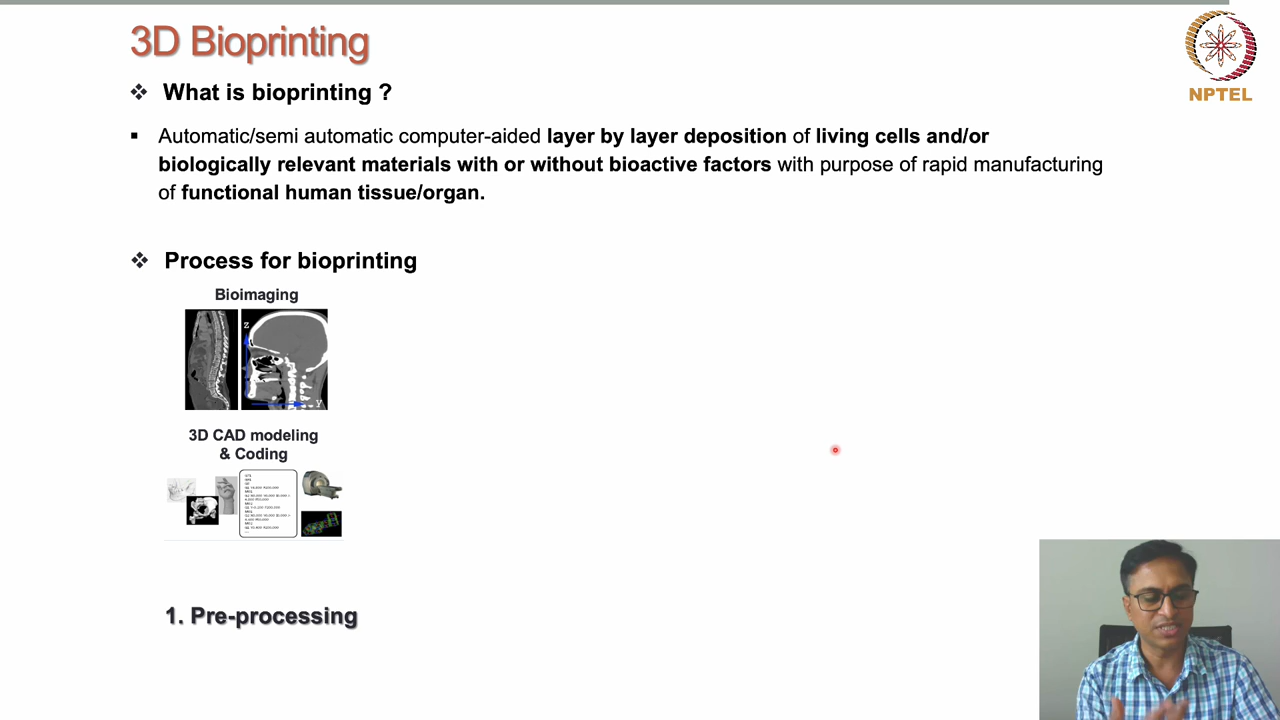 3D Bioprinting
NPTEL
❖ What is bioprinting ?
▪ Automatic/semi automatic computer-aided layer by layer deposition of living cells and/or
biologically relevant materials with or without bioactive factors with purpose of rapid manufacturing
of functional human tissue/organ.
❖ Process for bioprinting
Bioimaging
Z
Y
3D CAD modeling
& Coding
1. Pre-processing